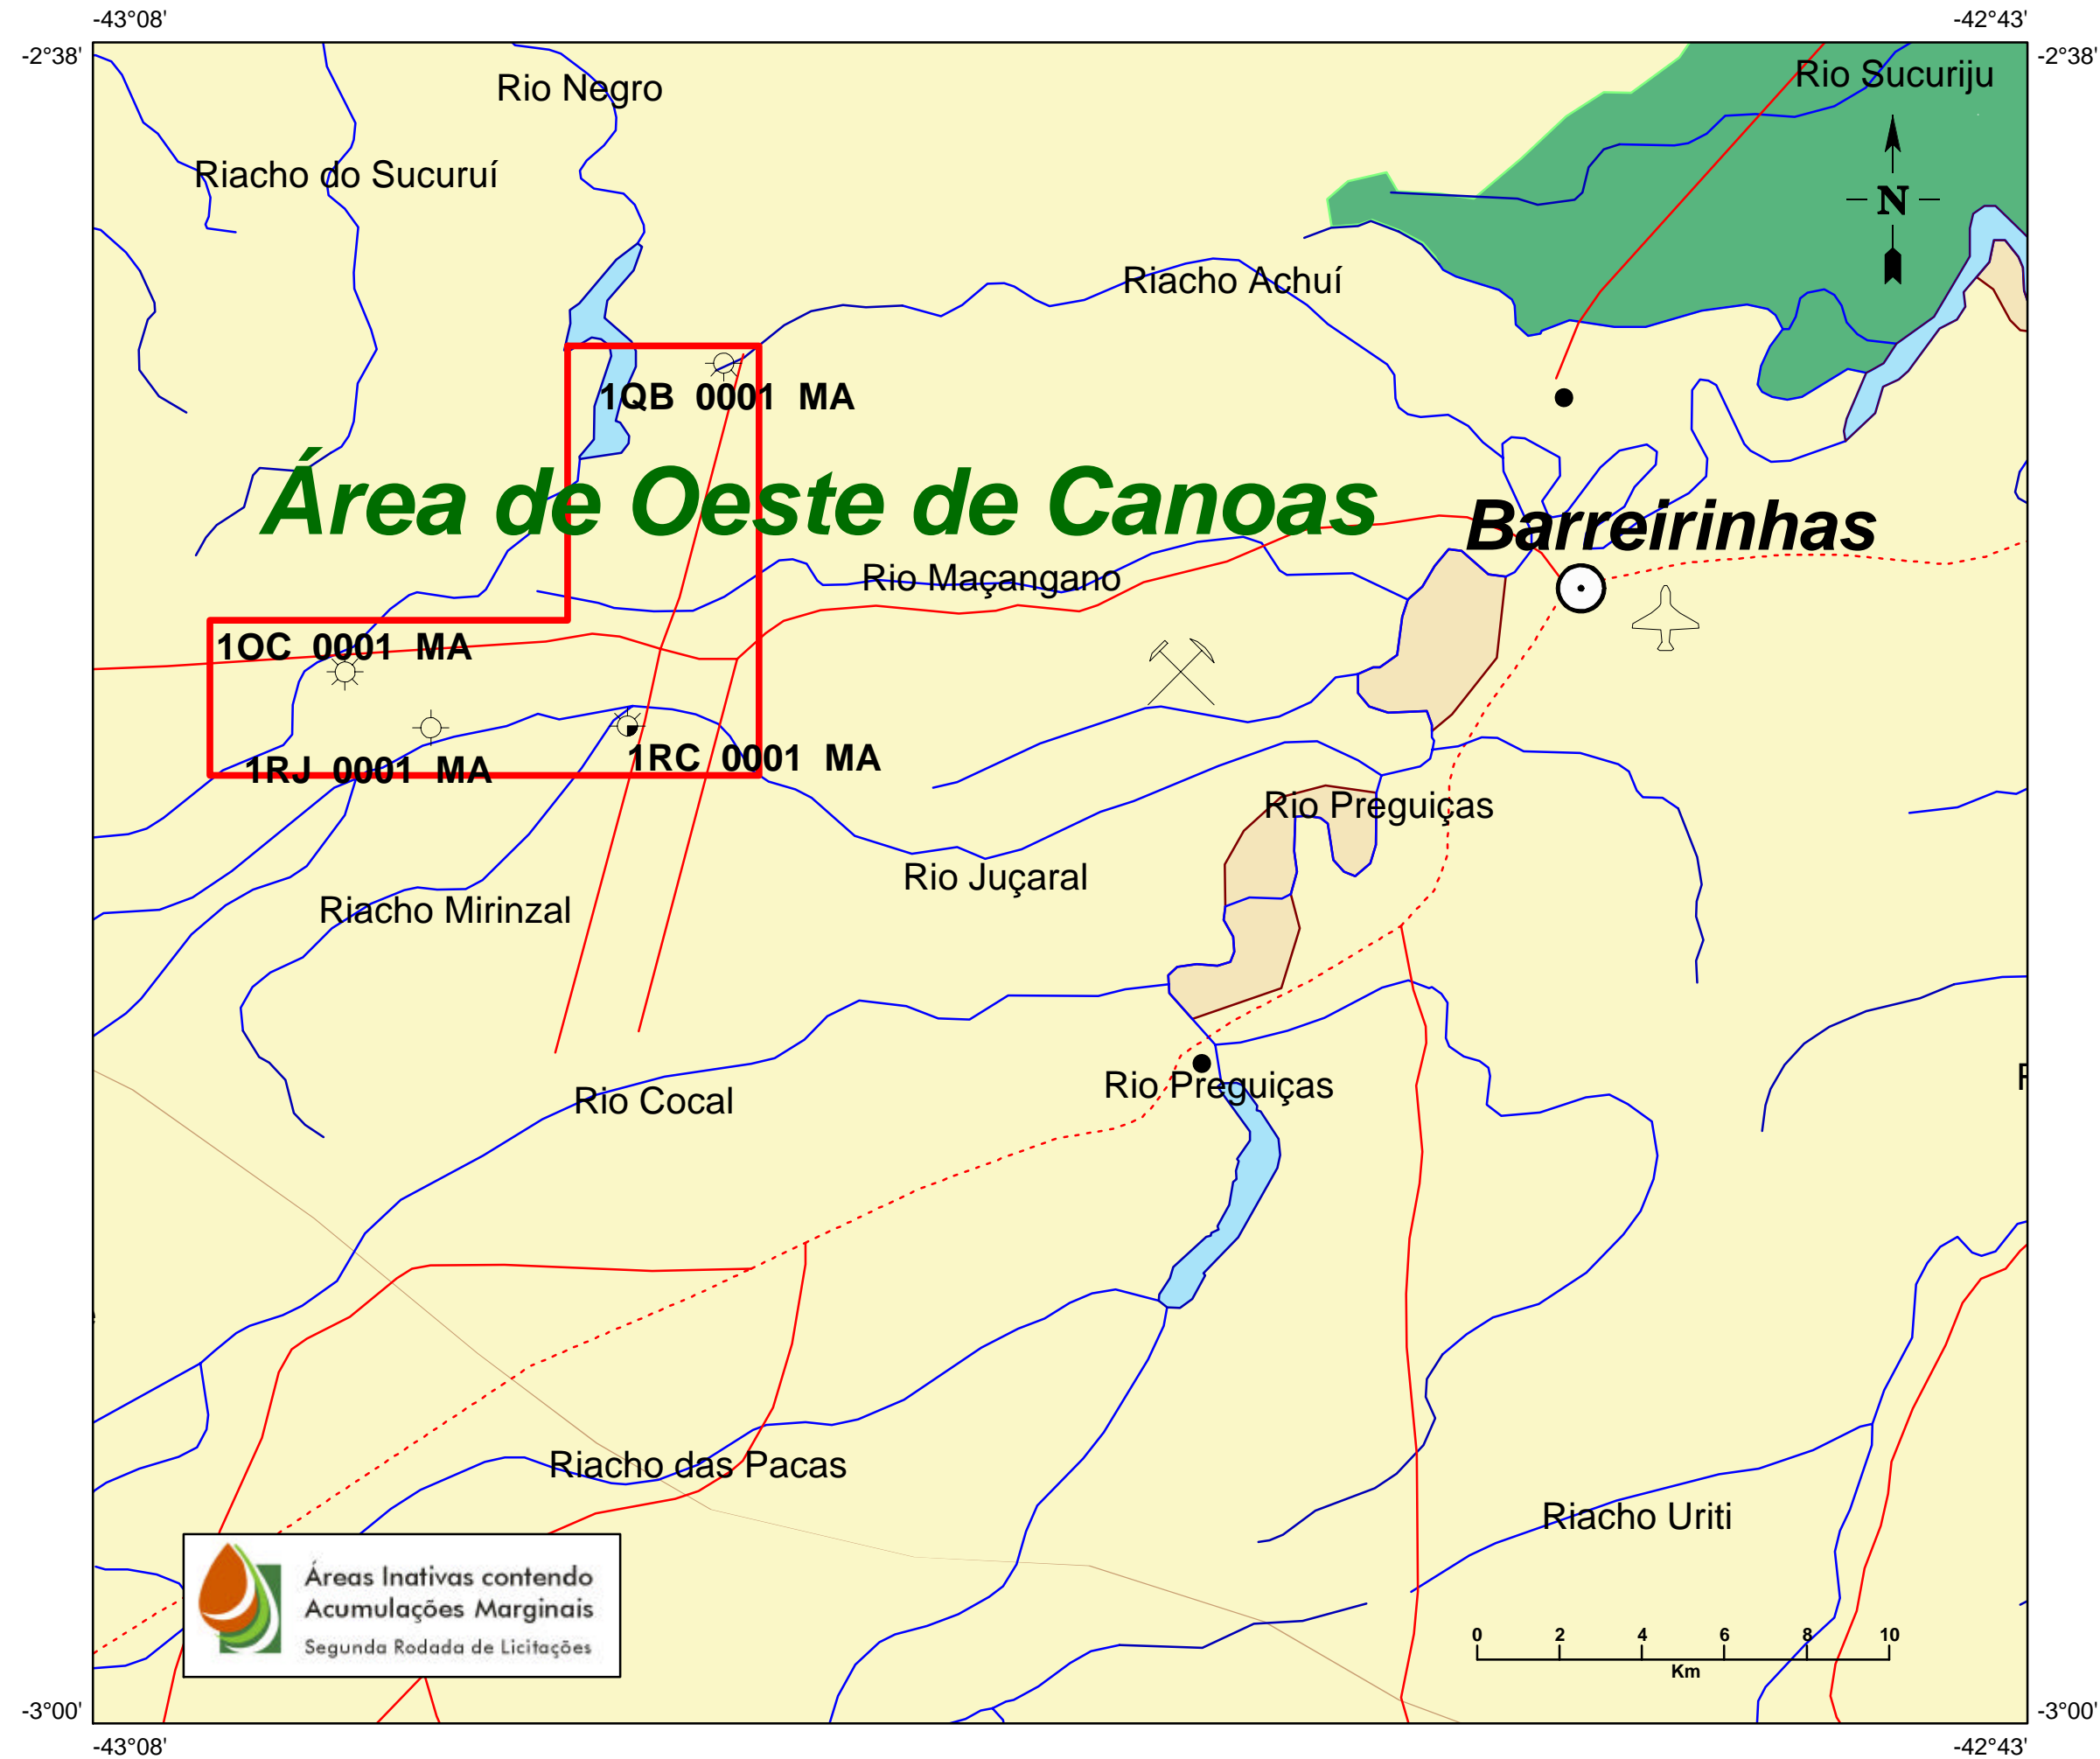 -43°08'
-42°43'
-2°38'
-2°38'
Rio Negro
Rio Sucuriju
Riacho do Sucuruí
N
Riacho Achuí
1QB 0001 MA
Área de Oeste de Canoas
Barreirinhas
Rio Maçangano
1OC 0001 MA
1RC 0001 MA
1RJ 0001 MA
Rio Preguiças
Rio Juçaral
Riacho Mirinzal
Rio Preguiças
Rio Cocal
Riacho das Pacas
Riacho Uriti
Áreas Inativas contendo
Acumulações Marginais
Segunda Rodada de Licitações
0 2 4 6 8 10
Km
-3°00'
-3°00'
-43°08'
-42°43'